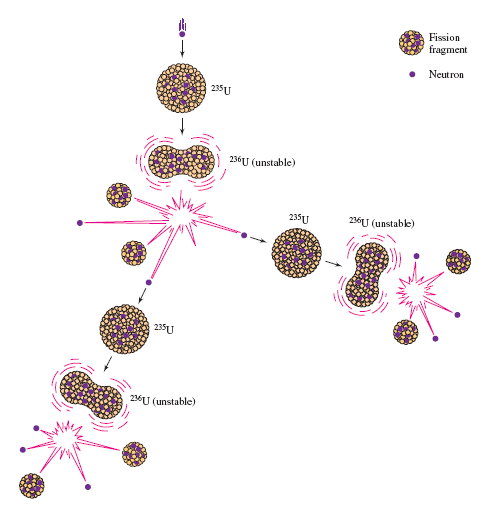 Fission
fragment
Neutron
²³⁵U
²³⁶U (unstable)
²³⁵U
²³⁶U (unstable)
²³⁵U
²³⁶U (unstable)